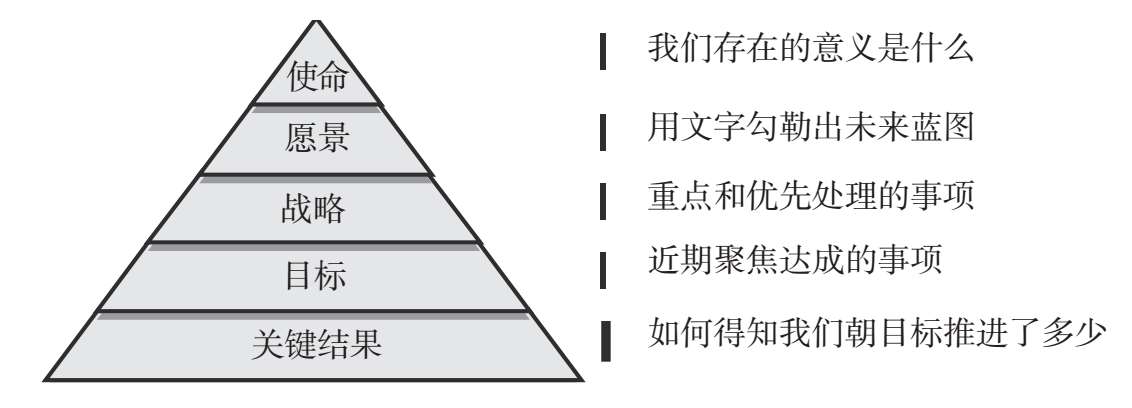 使命
我们存在的意义是什么
愿景
用文字勾勒出未来蓝图
战略
重点和优先处理的事项
目标
近期聚焦达成的事项
关键结果
如何得知我们朝目标推进了多少